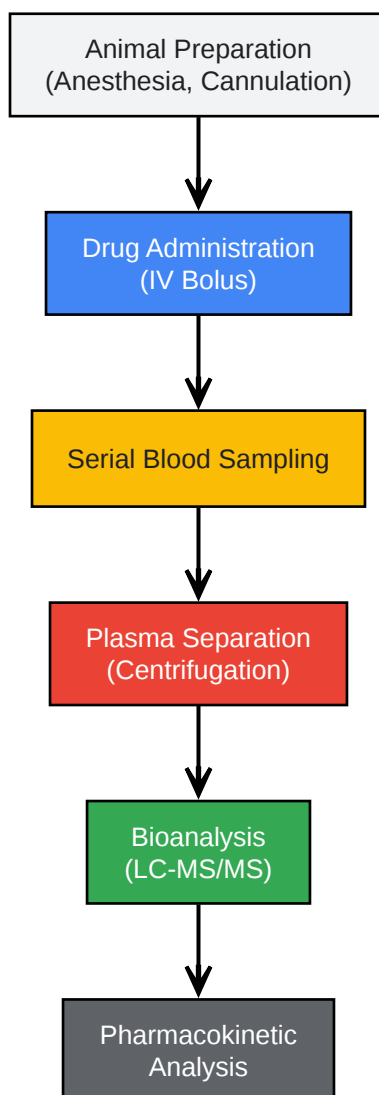 Animal Preparation
(Anesthesia, Cannulation)
Drug Administration
(IV Bolus)
Serial Blood Sampling
Plasma Separation
(Centrifugation)
Bioanalysis
(LC-MS/MS)
Pharmacokinetic
Analysis